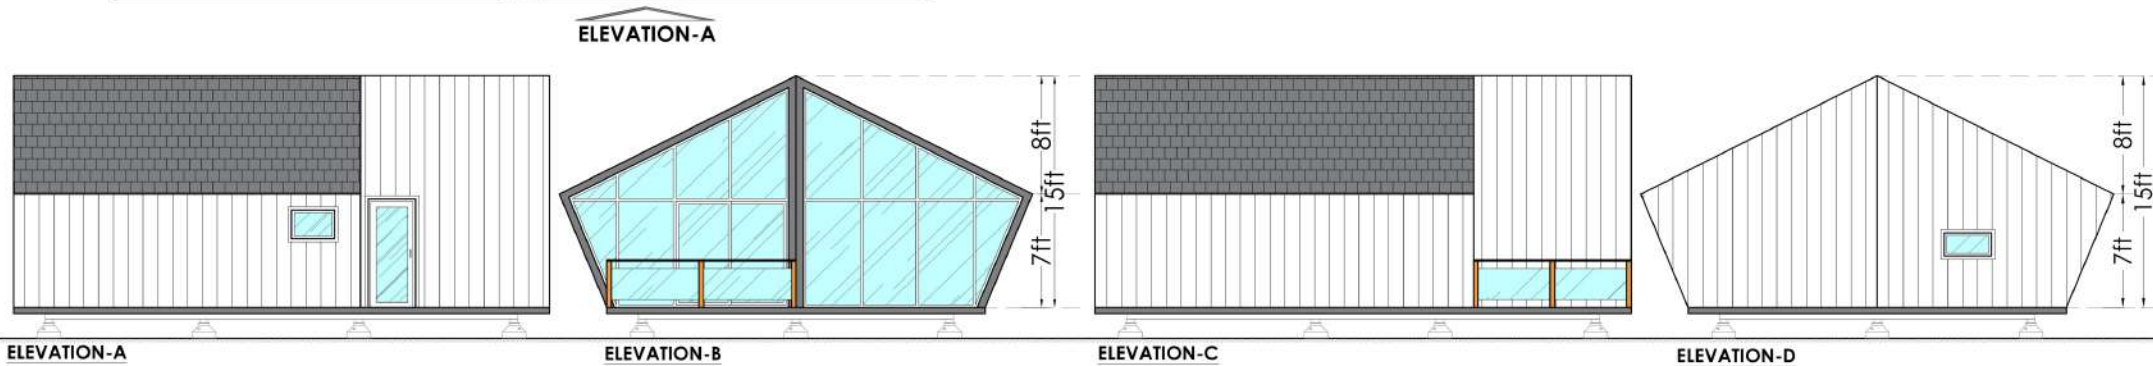 ELEVATION-A
8ft
15ft
7ft
8ft
15ft
7ft
ELEVATION-A
ELEVATION-B
ELEVATION-C
ELEVATION-D